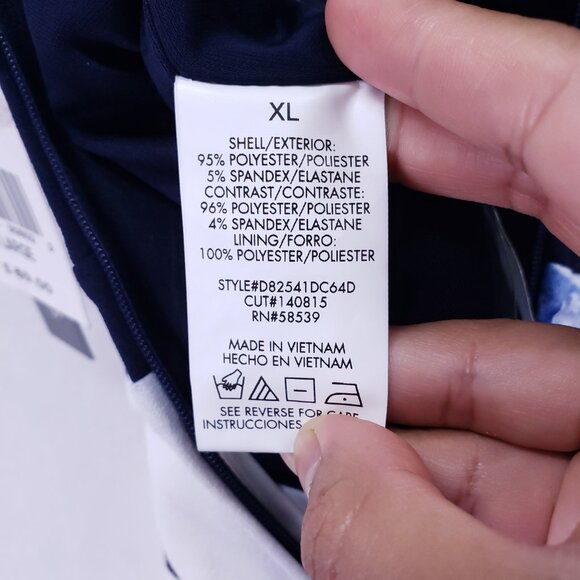 XL
SHELL/EXTERIOR:
95% POLYESTER/POLIESTER
5% SPANDEX/ELASTANE
CONTRAST/CONTRASTE:
96% POLYESTER/POLIESTER
4% SPANDEX/ELASTANE
LINING/FORRO:
100% POLYESTER/POLIESTER
STYLE#D82541DC64D
CUT#140815
RN#58539
MADE IN VIETNAM
HECHO EN VIETNAM
SEE REVERSE FOR CARE
INSTRUCCIONES